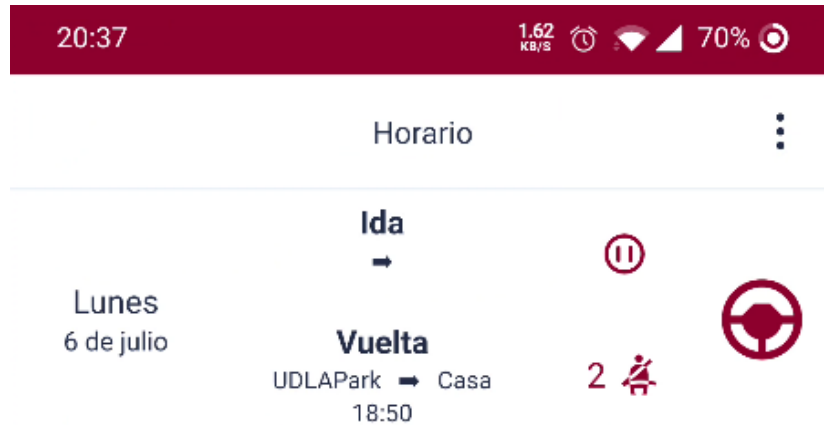 20:37 1.62 KB/S 70%
Horario
Ida
➡
Lunes
6 de julio
Vuelta
UDLAPark ➡ Casa
18:50
2